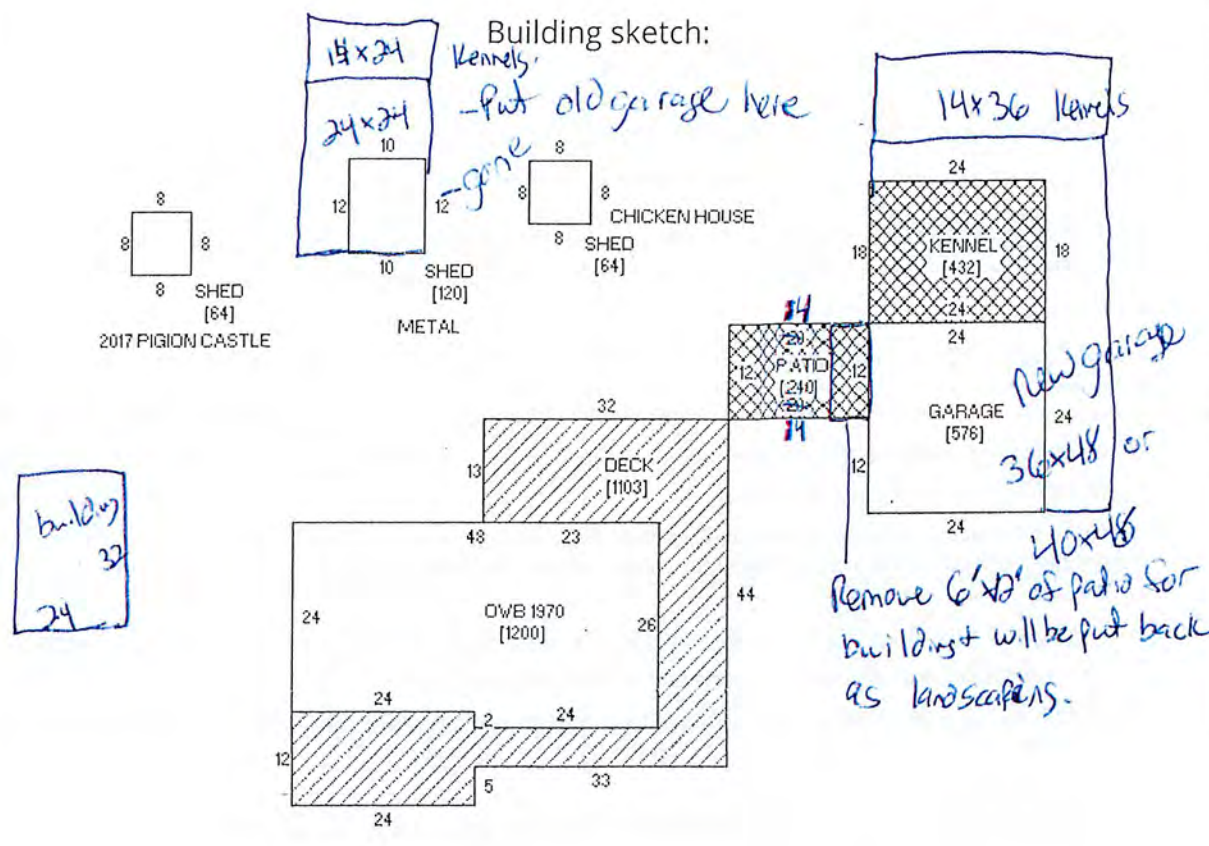 Building sketch:
14x24 Kennels.
-Put old garage here
24x24
-gone
14x36 Kennels
10
12
12
10
SHED
[120]
METAL
8
8
8
8
SHED
[64]
CHICKEN HOUSE
8
8
8
8
SHED
[64]
2017 PIGION CASTLE
24
18
KENNEL
[432]
18
24
14
20
12
PATIO
[240]
12
20
14
24
GARAGE
[576]
24
12
24
New garage
36x48 or
40x48
32
13
DECK
[1103]
48
23
24
OWB 1970
[1200]
26
44
24
2
24
12
5
33
24
building
32
24
Remove 6'x12' of patio for
building + will be put back
as landscaping.